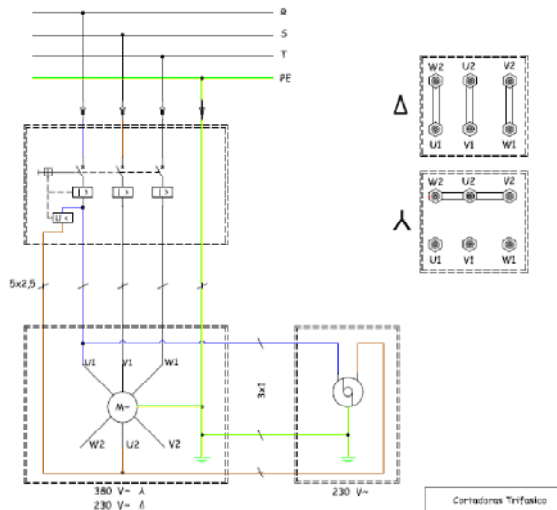 R
S
T
PE
W2 U2 V2
Δ
U1 V1 W1
W2 U2 V2
U1 V1 W1
5x2,5
U1 V1 W1
M~
W2 U2 V2
3x1
380 V~ ⅄
230 V~ Δ
230 V~
Cortadoras Trifasico